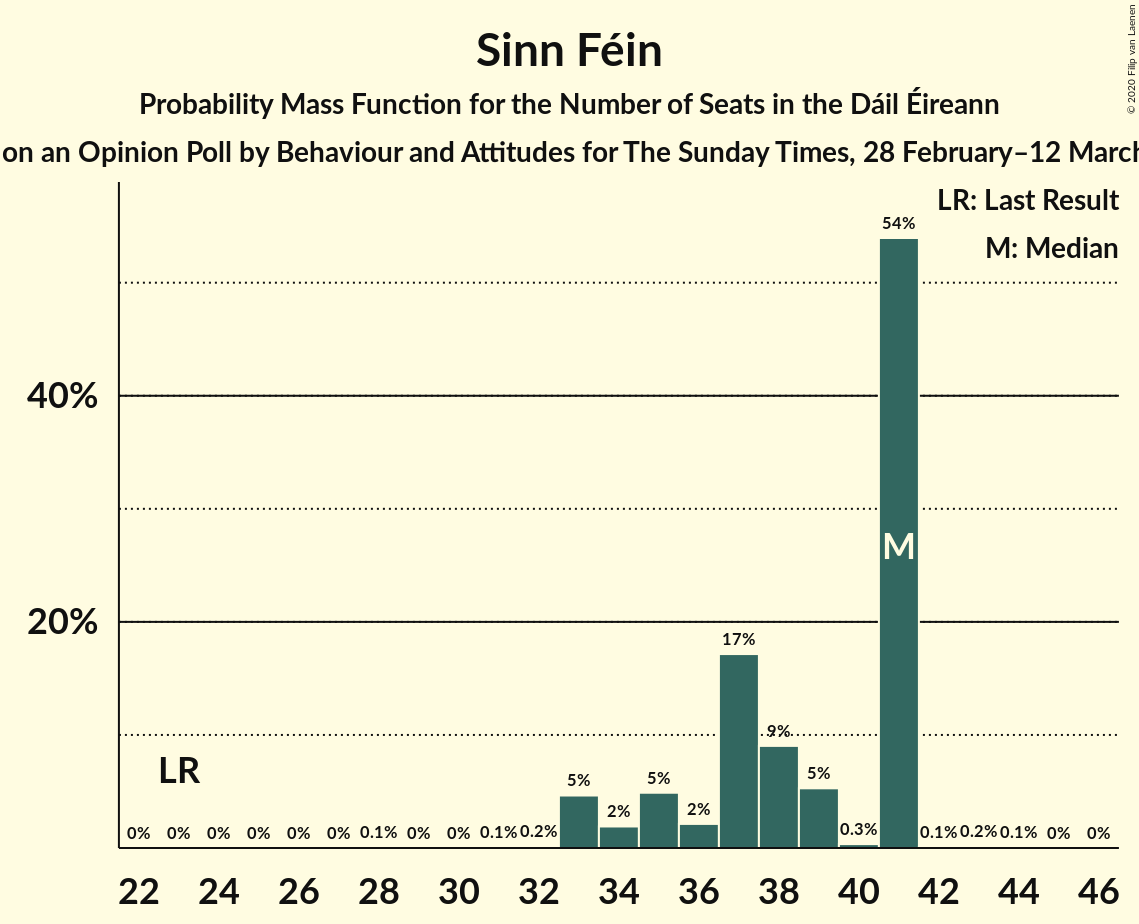 Sinn Féin
Probability Mass Function for the Number of Seats in the Dáil Éireann
on an Opinion Poll by Behaviour and Attitudes for The Sunday Times, 28 February–12 March
© 2020 Filip van Laenen
LR: Last Result
M: Median
40%
20%
LR
M
0% 0% 0% 0% 0% 0% 0.1% 0% 0% 0.1% 0.2% 5% 2% 5% 2% 17% 9% 5% 0.3% 54% 0.1% 0.2% 0.1% 0% 0%
22 24 26 28 30 32 34 36 38 40 42 44 46